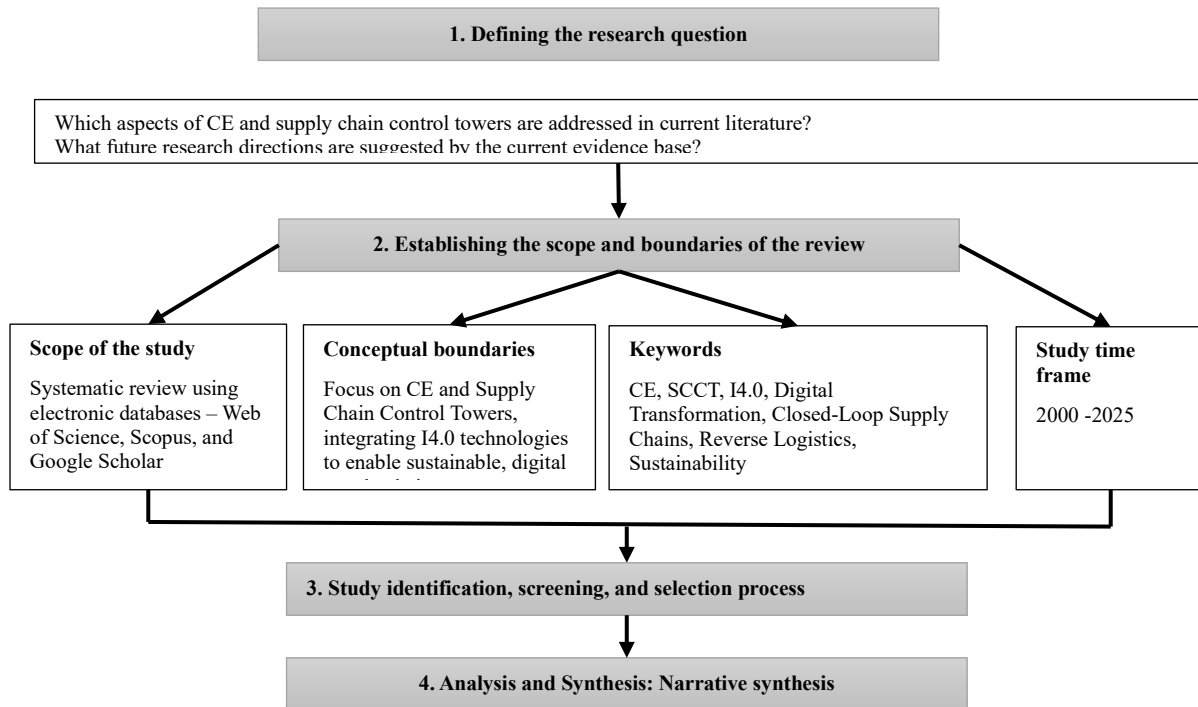 1. Defining the research question
Which aspects of CE and supply chain control towers are addressed in current literature?
What future research directions are suggested by the current evidence base?
2. Establishing the scope and boundaries of the review
Scope of the study
Systematic review using
electronic databases – Web
of Science, Scopus, and
Google Scholar
Conceptual boundaries
Focus on CE and Supply
Chain Control Towers,
integrating I4.0 technologies
to enable sustainable, digital
Keywords
CE, SCCT, I4.0, Digital
Transformation, Closed-Loop Supply
Chains, Reverse Logistics,
Sustainability
Study time
frame
2000 -2025
3. Study identification, screening, and selection process
4. Analysis and Synthesis: Narrative synthesis